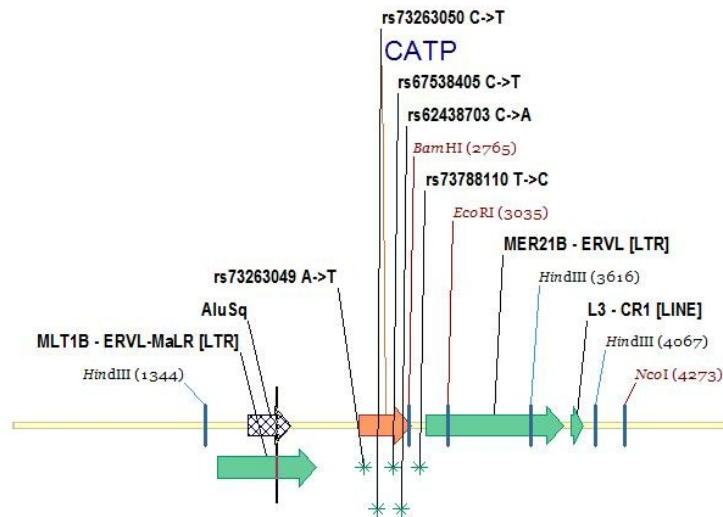 rs73263050 C->T
CATP
rs67538405 C->T
rs62438703 C->A
BamHI (2765)
rs73788110 T->C
EcoRI (3035)
MER21B - ERVL [LTR]
rs73263049 A->T
HindIII (3616)
AluSq
L3 - CR1 [LINE]
MLT1B - ERVL-MaLR [LTR]
HindIII (4067)
HindIII (1344)
NcoI (4273)